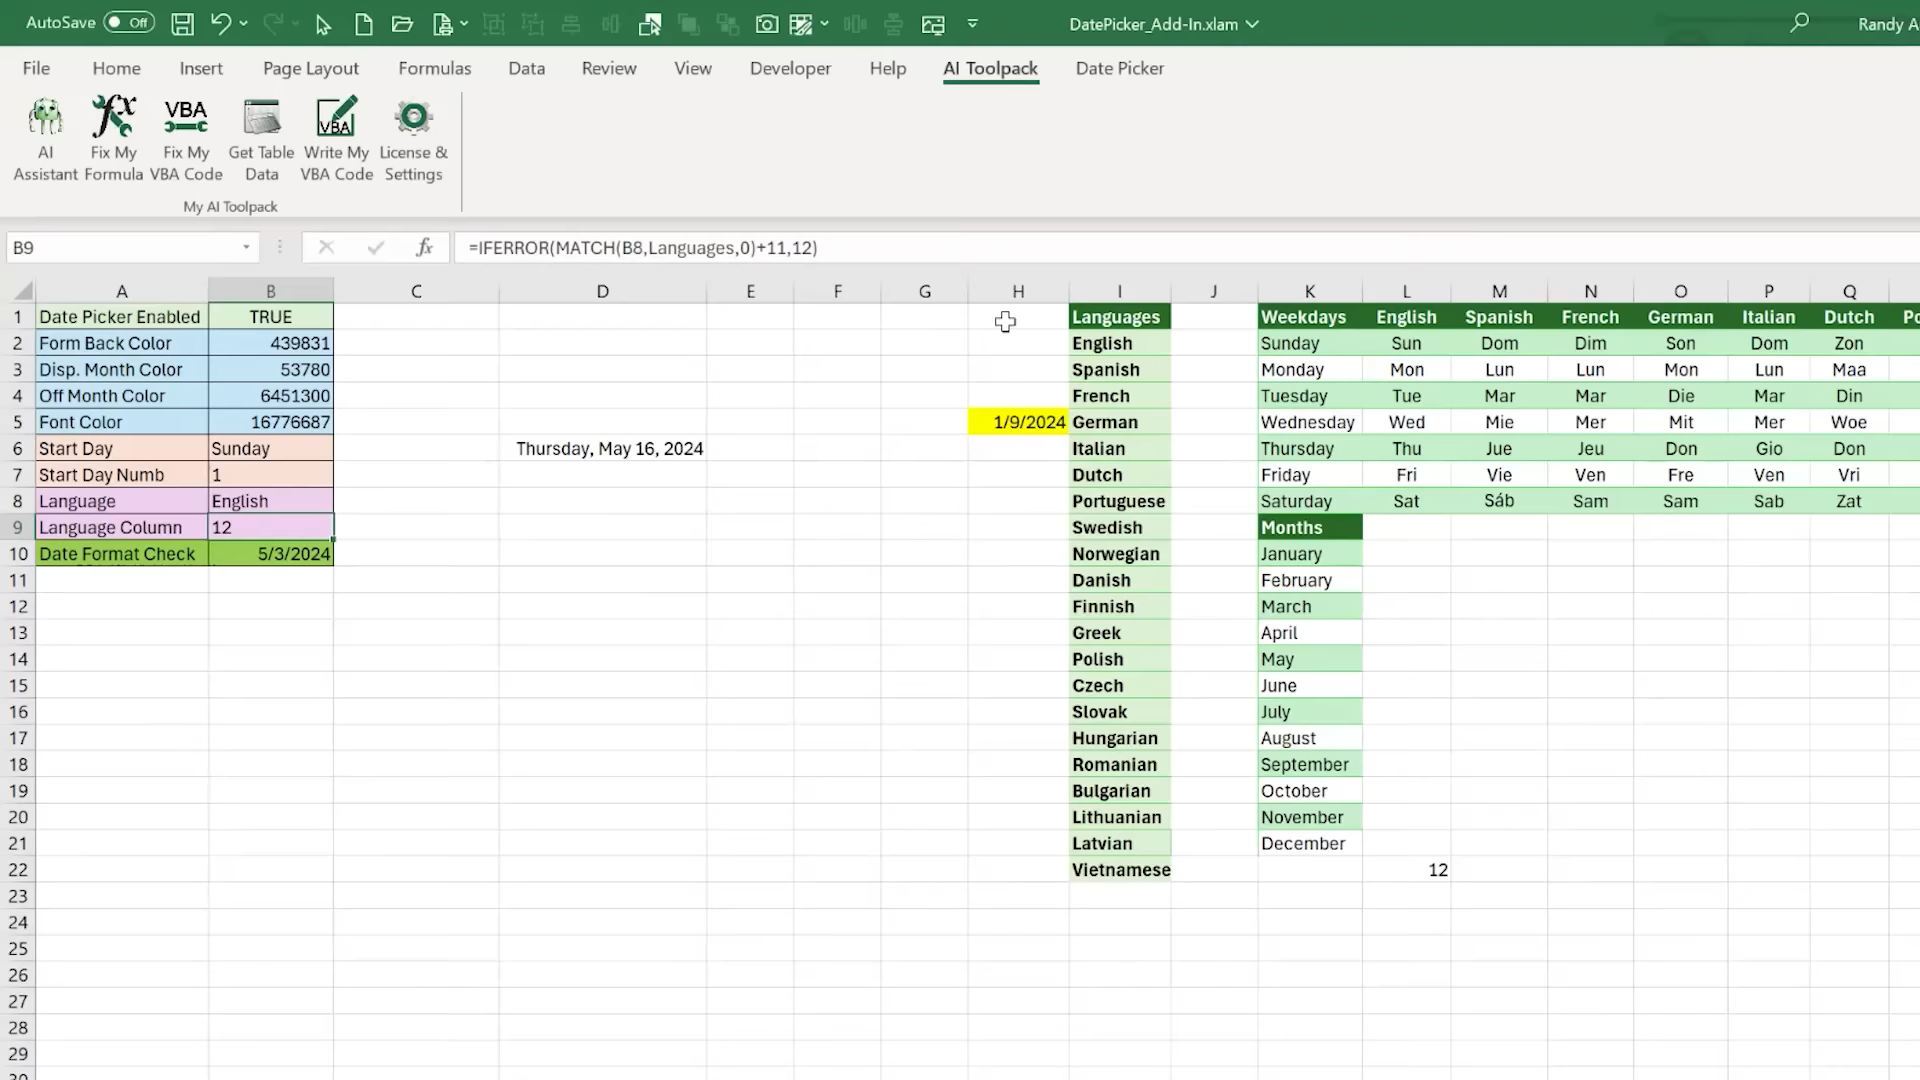 AutoSave Off DatePicker_Add-In.xlam Randy A
File Home Insert Page Layout Formulas Data Review View Developer Help AI Toolpack Date Picker
AI Assistant
Fix My Formula
VBA
Fix My VBA Code
Get Table Data
VBA
Write My VBA Code
License & Settings
My AI Toolpack
B9 fx =IFERROR(MATCH(B8,Languages,0)+11,12)
A B C D E F G H I J K L M N O P Q
1 Date Picker Enabled TRUE Languages Weekdays English Spanish French German Italian Dutch Po
2 Form Back Color 439831 English Sunday Sun Dom Dim Son Dom Zon
3 Disp. Month Color 53780 Spanish Monday Mon Lun Lun Mon Lun Maa
4 Off Month Color 6451300 French Tuesday Tue Mar Mar Die Mar Din
5 Font Color 16776687 1/9/2024 German Wednesday Wed Mie Mer Mit Mer Woe
6 Start Day Sunday Thursday, May 16, 2024 Italian Thursday Thu Jue Jeu Don Gio Don
7 Start Day Numb 1 Dutch Friday Fri Vie Ven Fre Ven Vri
8 Language English Portuguese Saturday Sat Sáb Sam Sam Sab Zat
9 Language Column 12 Swedish Months
10 Date Format Check 5/3/2024 Norwegian January
11 Danish February
12 Finnish March
13 Greek April
14 Polish May
15 Czech June
16 Slovak July
17 Hungarian August
18 Romanian September
19 Bulgarian October
20 Lithuanian November
21 Latvian December
22 Vietnamese 12
23
24
25
26
27
28
29
30